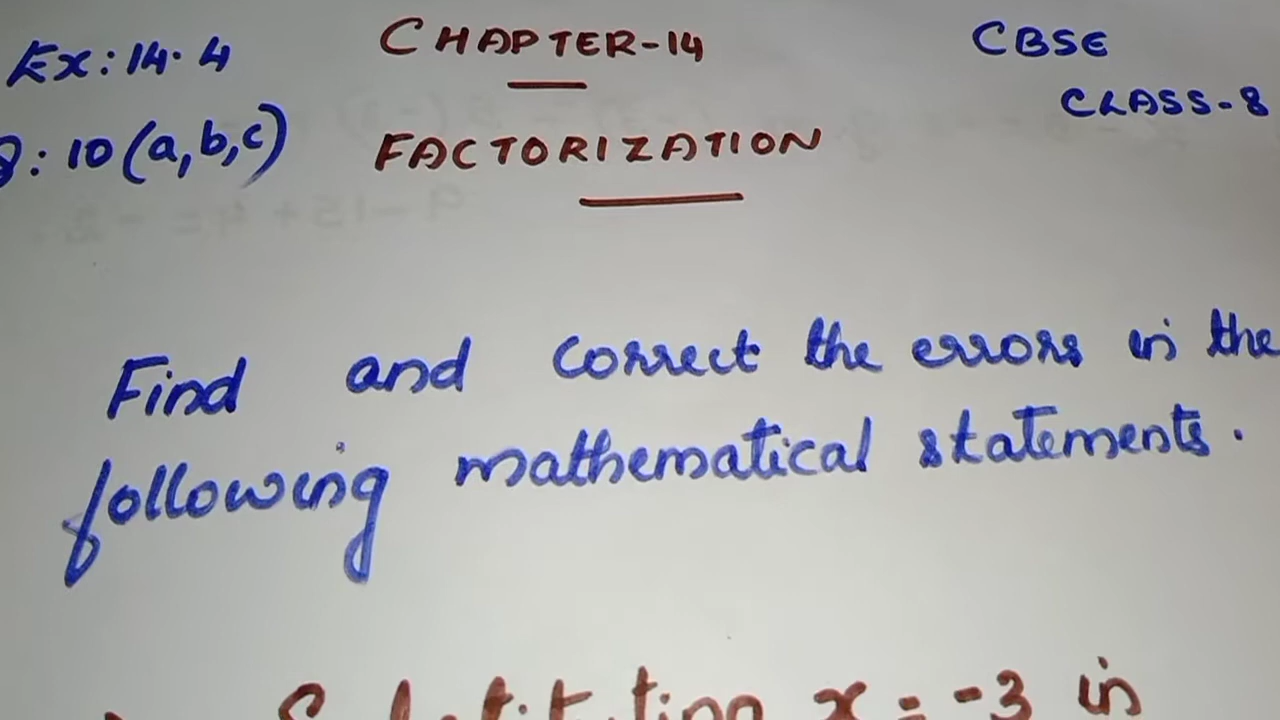 Ex: 14.4
CHAPTER-14
CBSE
CLASS-8
Q: 10 (a, b, c)
FACTORIZATION
Find and correct the errors in the
following mathematical statements.
Substituting x = -3 in